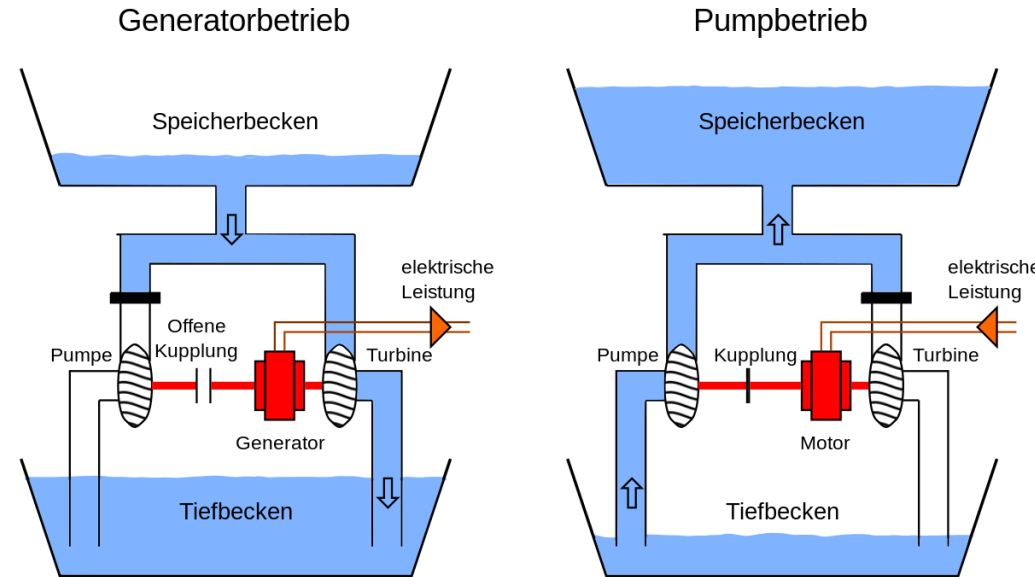 Generatorbetrieb
Speicherbecken
elektrische
Leistung
Offene
Kupplung
Pumpe
Turbine
Generator
Tiefbecken
Pumpbetrieb
Speicherbecken
elektrische
Leistung
Pumpe
Kupplung
Turbine
Motor
Tiefbecken